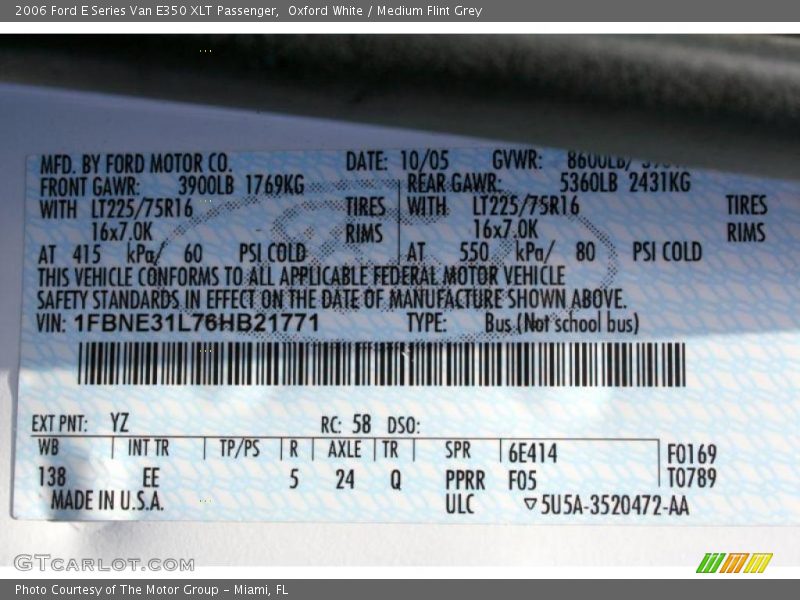 2006 Ford E Series Van E350 XLT Passenger, Oxford White / Medium Flint Grey
MFD. BY FORD MOTOR CO. DATE: 10/05 GVWR: 8600LB/
FRONT GAWR: 3900LB 1769KG REAR GAWR: 5360LB 2431KG
WITH LT225/75R16 TIRES WITH LT225/75R16 TIRES
16x7.0K RIMS 16x7.0K RIMS
AT 415 kPa/ 60 PSI COLD AT 550 kPa/ 80 PSI COLD
THIS VEHICLE CONFORMS TO ALL APPLICABLE FEDERAL MOTOR VEHICLE
SAFETY STANDARDS IN EFFECT ON THE DATE OF MANUFACTURE SHOWN ABOVE.
VIN: 1FBNE31L76HB21771 TYPE: Bus (Not school bus)
EXT PNT: YZ RC: 58 DSO:
WB INT TR TP/PS R AXLE TR SPR 6E414 F0169
138 EE 5 24 Q PPRR F05 T0789
MADE IN U.S.A. ULC ▽5U5A-3520472-AA
GTCARLOT.COM
Photo Courtesy of The Motor Group - Miami, FL